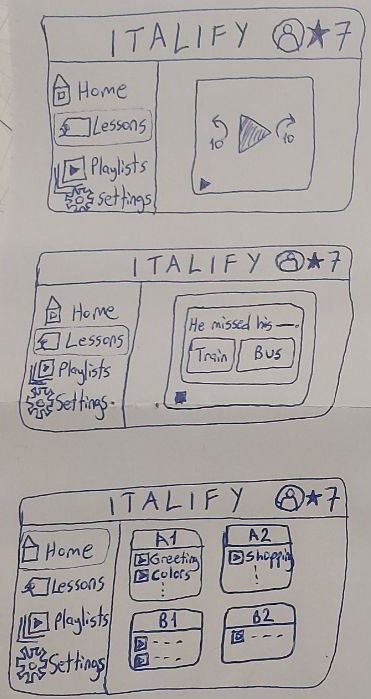 ITALIFY 7
Home
Lessons
Playlists
Settings
10 10
ITALIFY 7
Home
Lessons
Playlists
Settings
He missed his —.
Train Bus
ITALIFY 7
Home
Lessons
Playlists
Settings
A1
Greeting
Colors
A2
Shopping
B1
B2